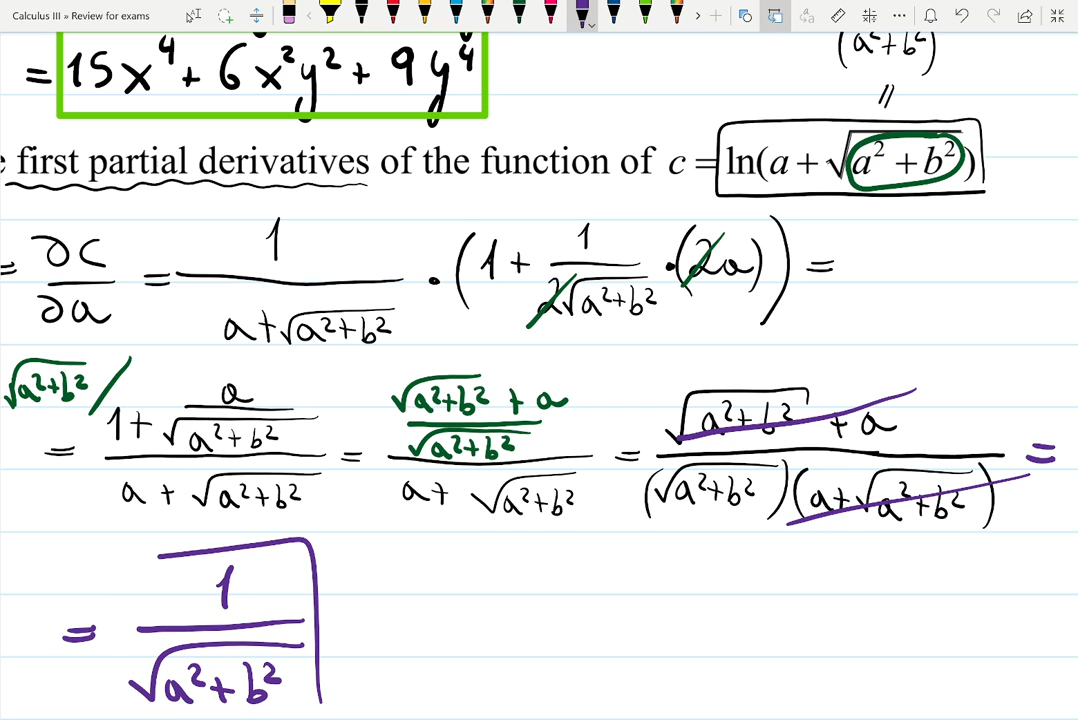 Calculus III » Review for exams
(a²+b²)
= 15x⁴ + 6x²y² + 9y⁴
//
first partial derivatives of the function of c = ln(a + √(a² + b²))
= ∂c/∂a = 1/(a+√(a²+b²)) · (1 + 1/(2√(a²+b²)) · (2a)) =
√(a²+b²) /
= (1 + a/√(a²+b²))/(a + √(a²+b²)) = ((√(a²+b²) + a)/√(a²+b²))/(a + √(a²+b²)) = (√(a²+b²) + a)/((√(a²+b²))(a+√(a²+b²))) =
= 1/√(a²+b²)